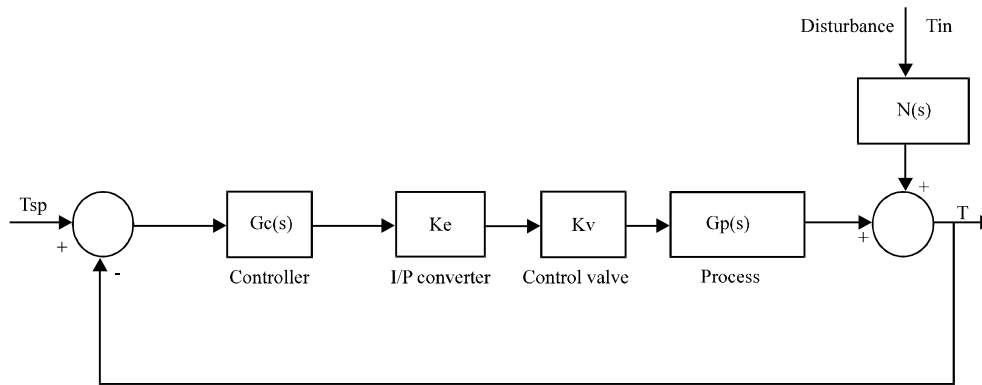 Disturbance Tin
N(s)
+
Tsp
Gc(s)
Ke
Kv
Gp(s)
T
+
+
-
Controller
I/P converter
Control valve
Process